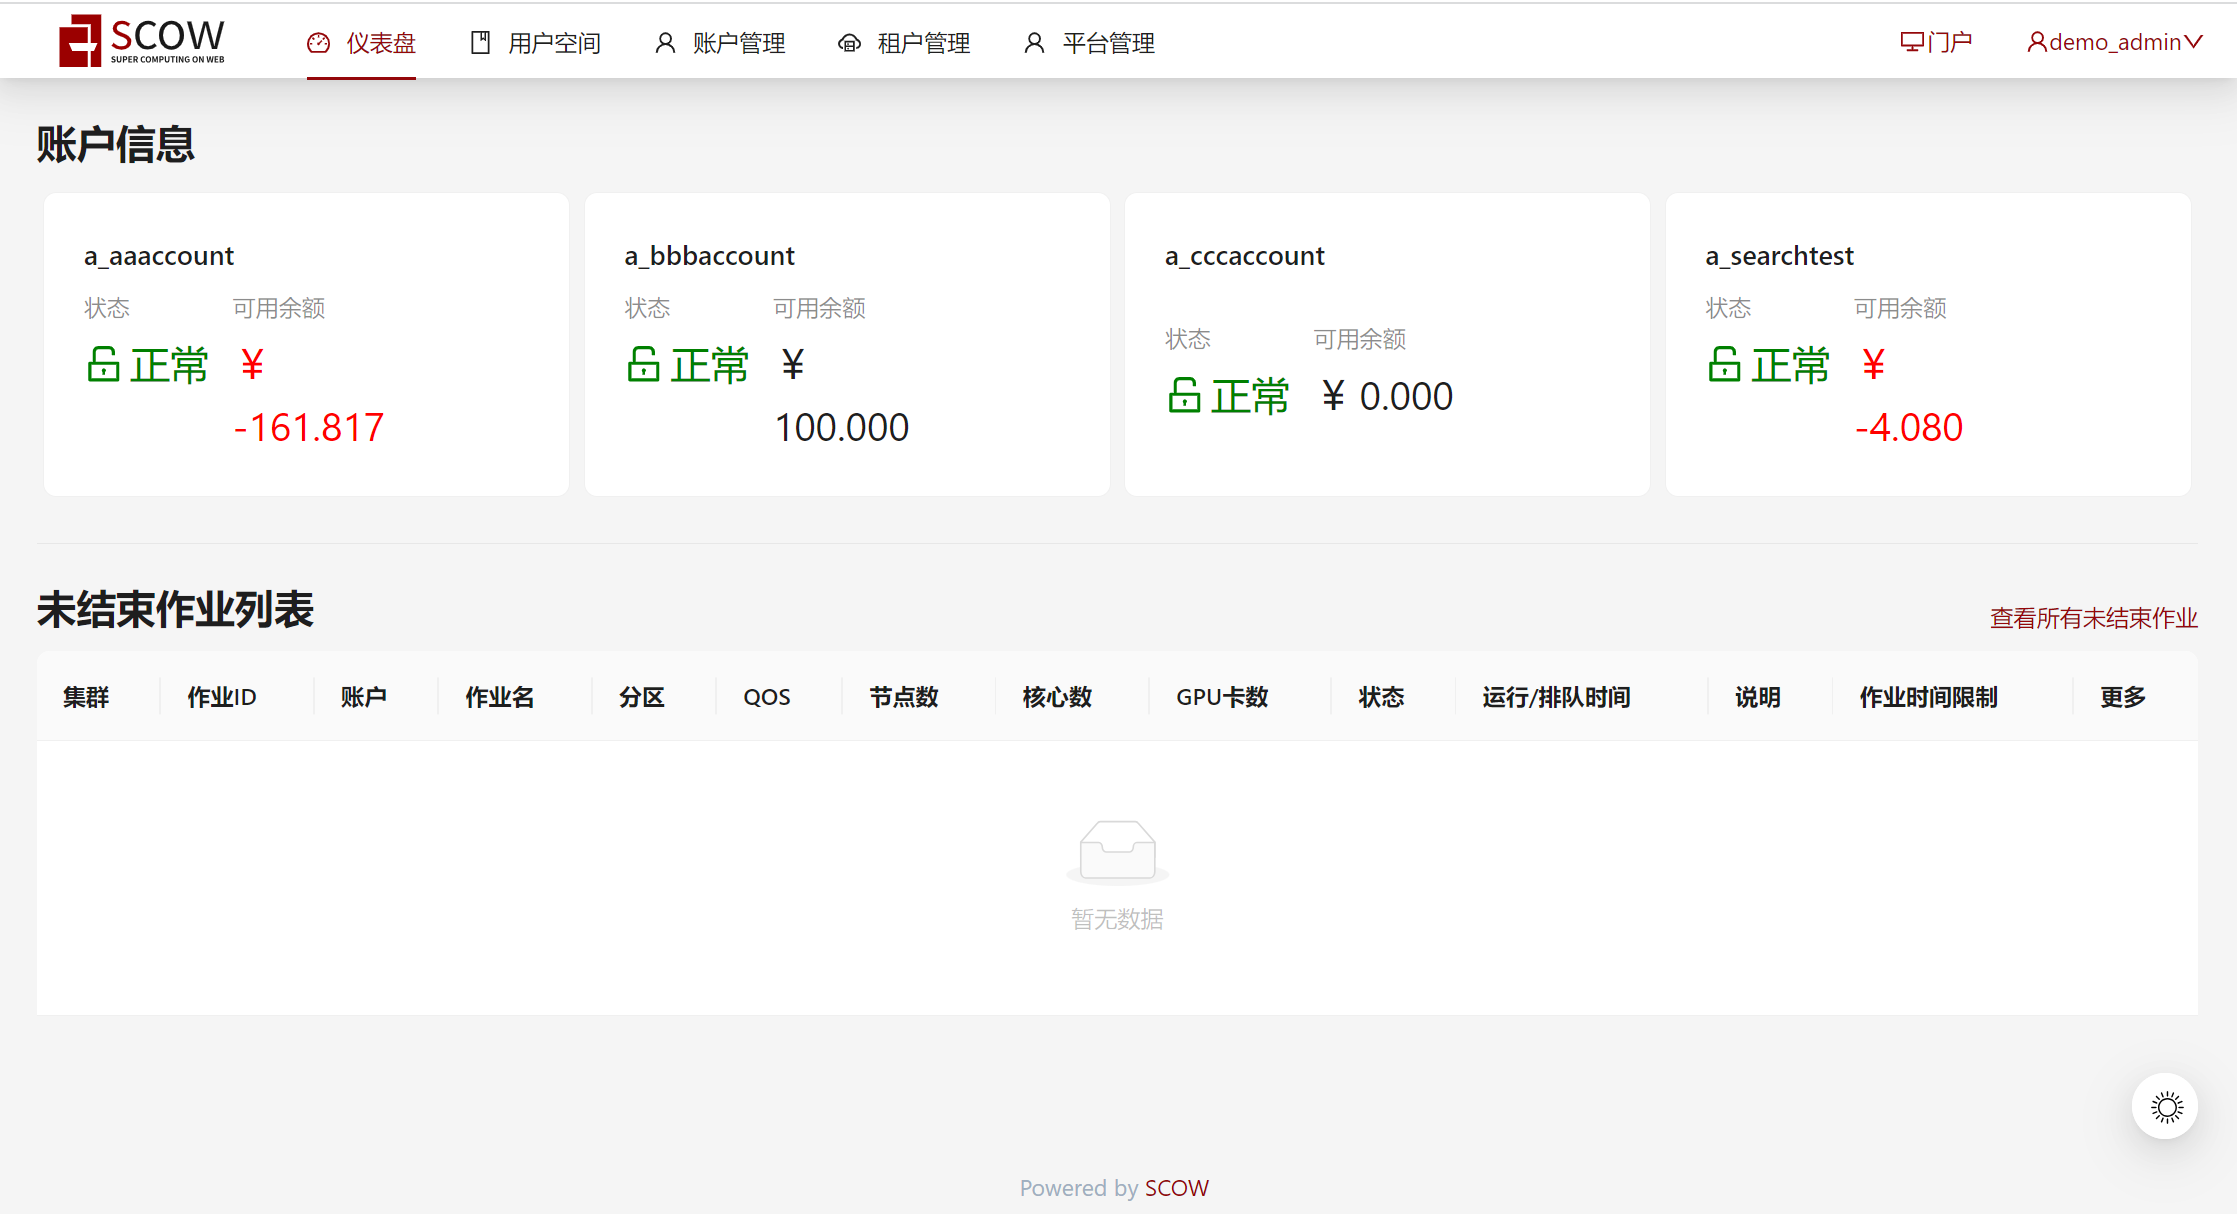 SCOW
SUPER COMPUTING ON WEB
仪表盘
用户空间
账户管理
租户管理
平台管理
门户
demo_admin
账户信息
a_aaaccount
状态 可用余额
正常 ¥
-161.817
a_bbbaccount
状态 可用余额
正常 ¥
100.000
a_cccaccount
状态 可用余额
正常 ¥ 0.000
a_searchtest
状态 可用余额
正常 ¥
-4.080
未结束作业列表
查看所有未结束作业
集群 作业ID 账户 作业名 分区 QOS 节点数 核心数 GPU卡数 状态 运行/排队时间 说明 作业时间限制 更多
暂无数据
Powered by SCOW